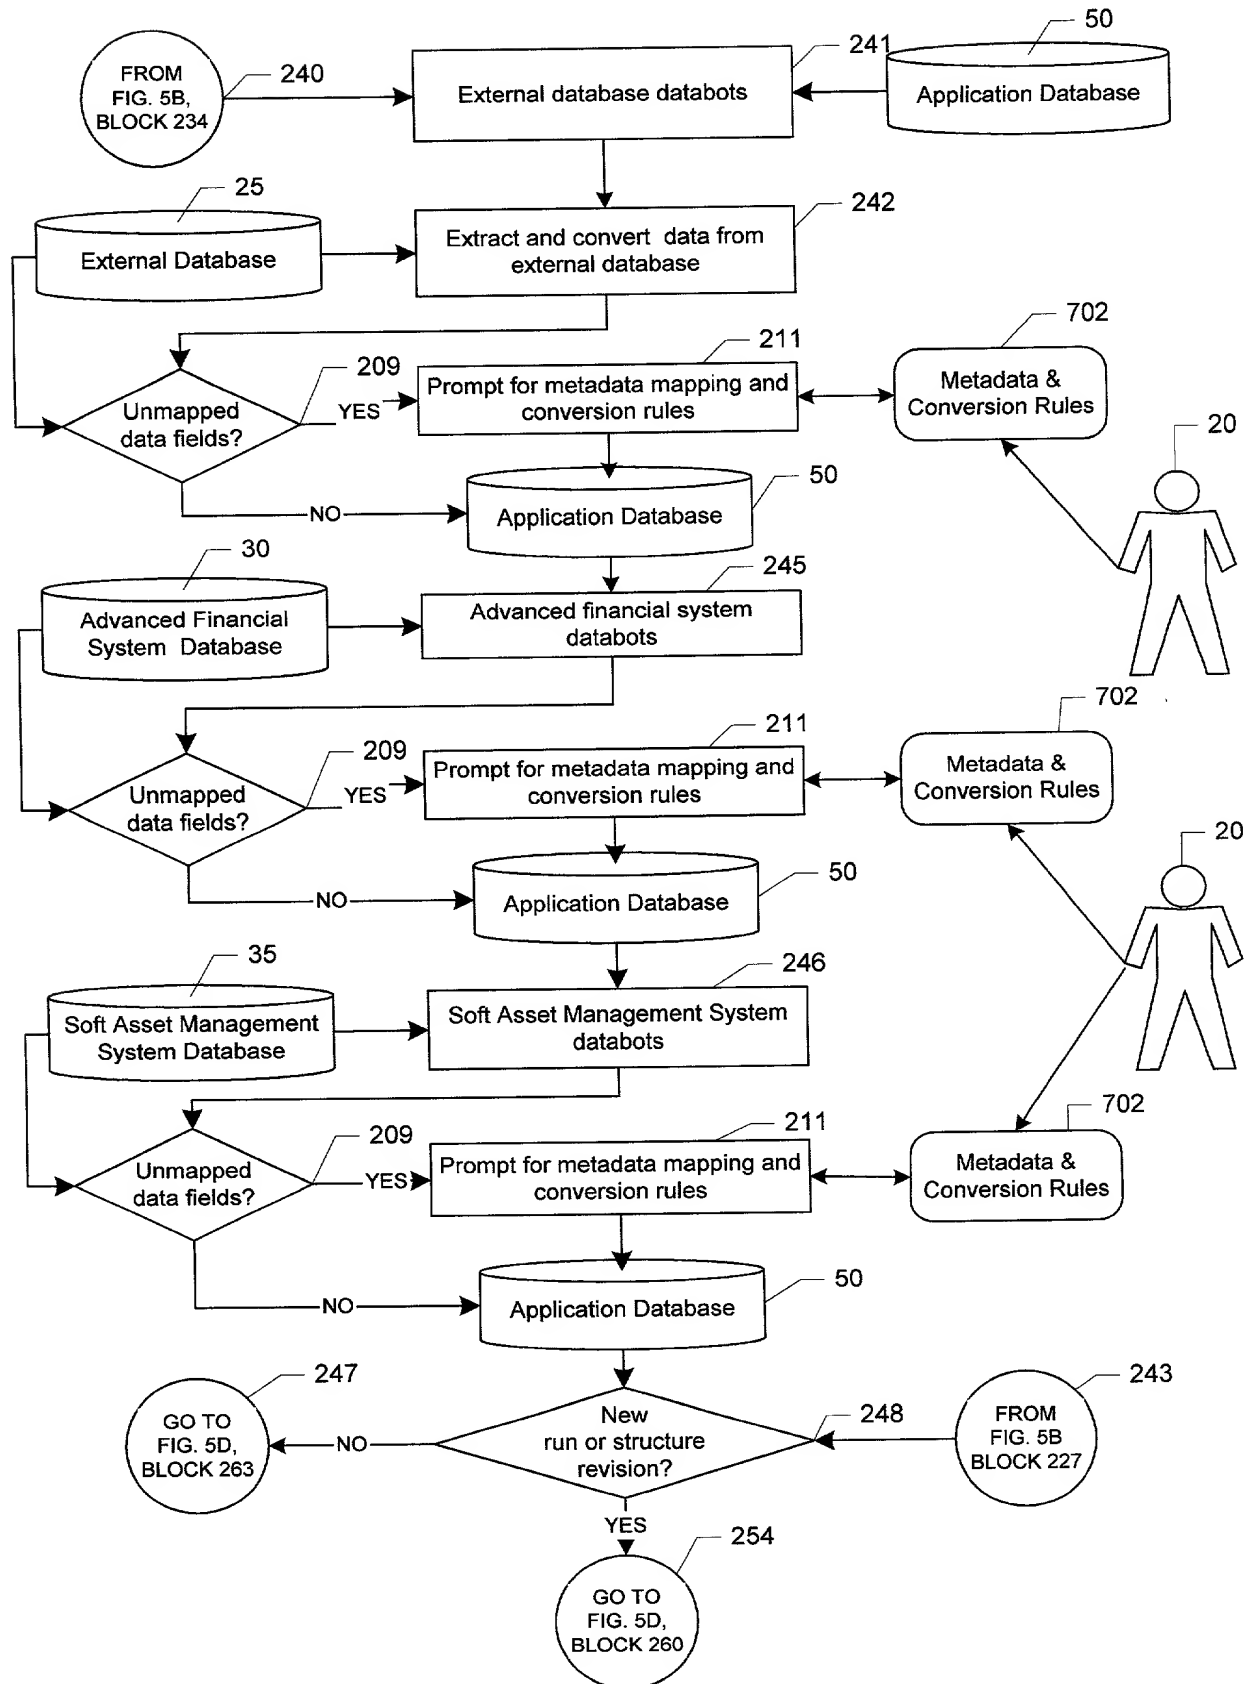 50
241
FROM
FIG. 5B,
BLOCK 234
240
External database databots
Application Database
25
242
External Database
Extract and convert data from
external database
702
211
209
Unmapped
data fields?
YES
Prompt for metadata mapping and
conversion rules
Metadata &
Conversion Rules
20
50
NO
Application Database
30
245
Advanced Financial
System Database
Advanced financial system
databots
702
211
209
Unmapped
data fields?
YES
Prompt for metadata mapping and
conversion rules
Metadata &
Conversion Rules
20
50
NO
Application Database
35
246
Soft Asset Management
System Database
Soft Asset Management System
databots
702
211
209
Unmapped
data fields?
YES
Prompt for metadata mapping and
conversion rules
Metadata &
Conversion Rules
50
NO
Application Database
247
243
GO TO
FIG. 5D,
BLOCK 263
NO
New
run or structure
revision?
248
FROM
FIG. 5B
BLOCK 227
YES
254
GO TO
FIG. 5D,
BLOCK 260